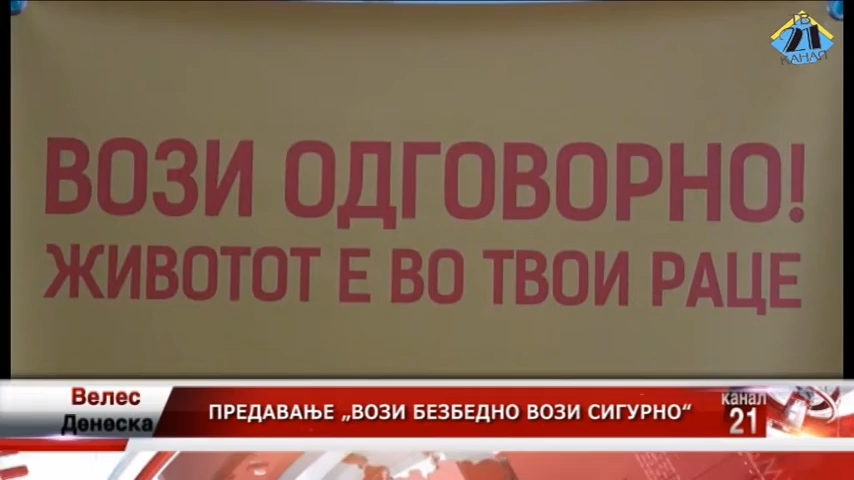 ТВ
21
КАНАЛ
ВОЗИ ОДГОВОРНО!
ЖИВОТОТ Е ВО ТВОИ РАЦЕ
Велес
Денеска
ПРЕДАВАЊЕ „ВОЗИ БЕЗБЕДНО ВОЗИ СИГУРНО“
канал
21